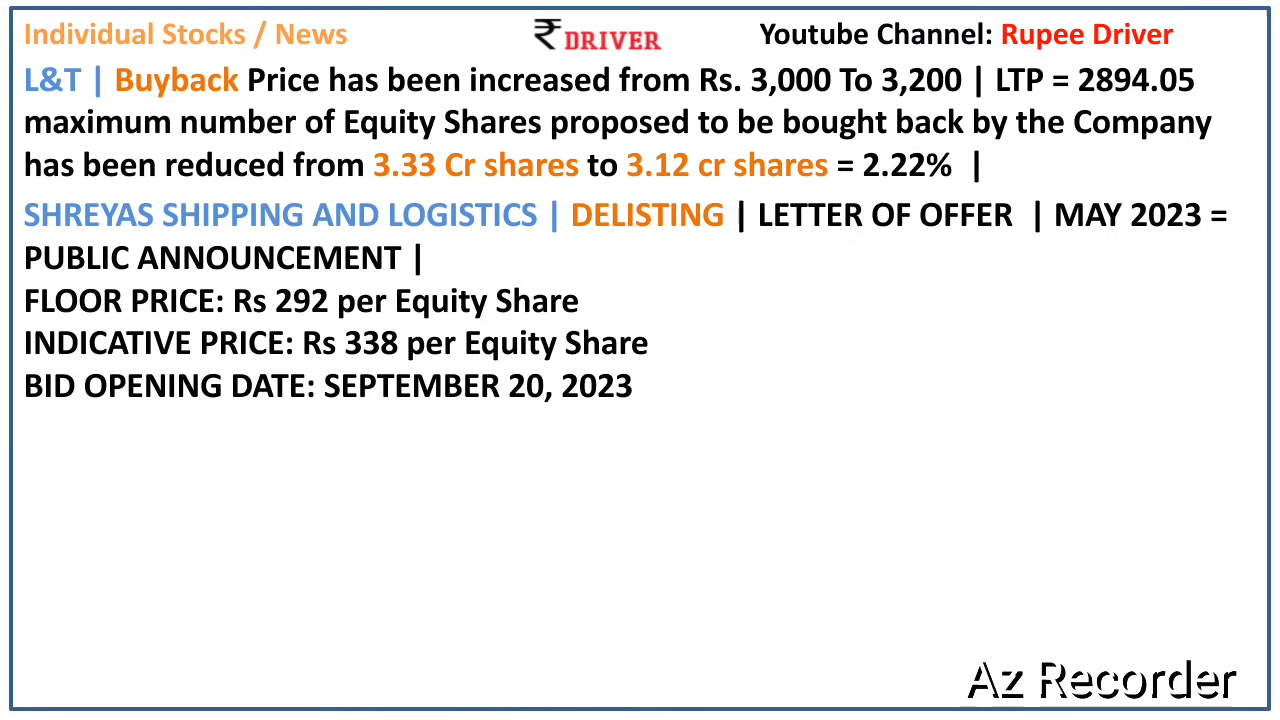 Individual Stocks / News
₹ DRIVER
Youtube Channel: Rupee Driver
L&T | Buyback Price has been increased from Rs. 3,000 To 3,200 | LTP = 2894.05
maximum number of Equity Shares proposed to be bought back by the Company
has been reduced from 3.33 Cr shares to 3.12 cr shares = 2.22% |
SHREYAS SHIPPING AND LOGISTICS | DELISTING | LETTER OF OFFER | MAY 2023 =
PUBLIC ANNOUNCEMENT |
FLOOR PRICE: Rs 292 per Equity Share
INDICATIVE PRICE: Rs 338 per Equity Share
BID OPENING DATE: SEPTEMBER 20, 2023
Az Recorder